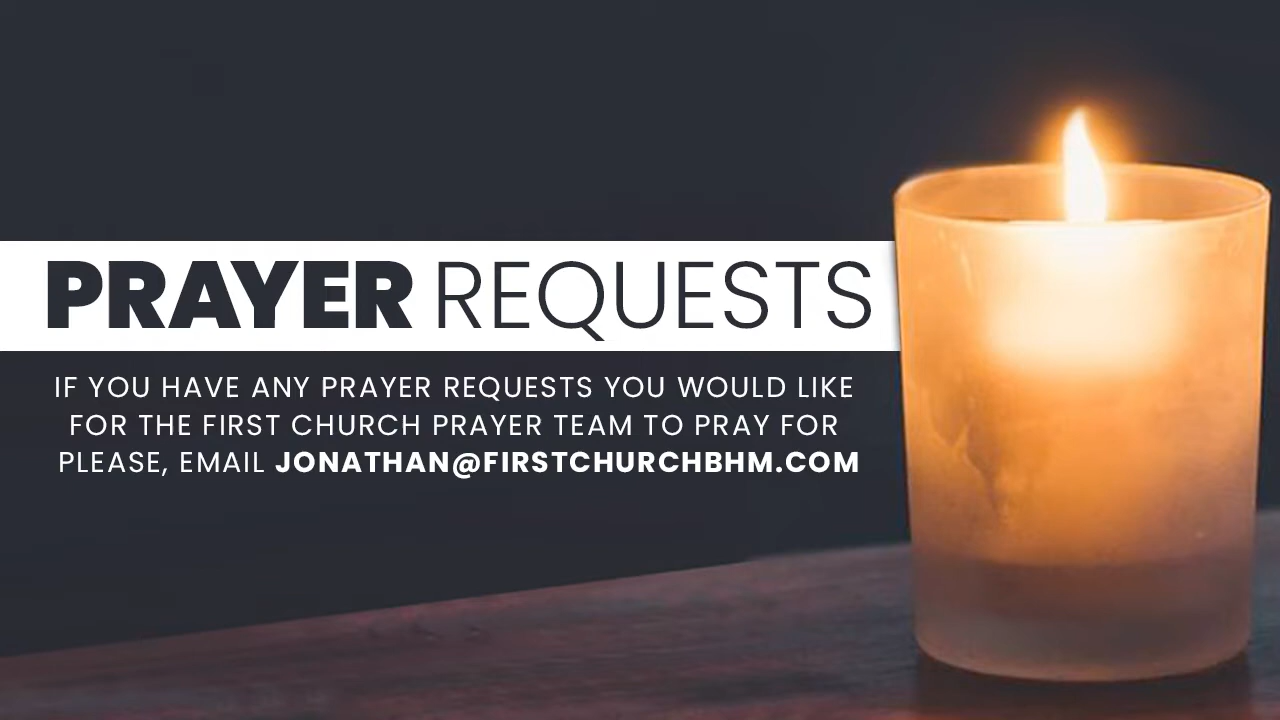 PRAYER REQUESTS
IF YOU HAVE ANY PRAYER REQUESTS YOU WOULD LIKE
FOR THE FIRST CHURCH PRAYER TEAM TO PRAY FOR
PLEASE, EMAIL JONATHAN@FIRSTCHURCHBHM.COM